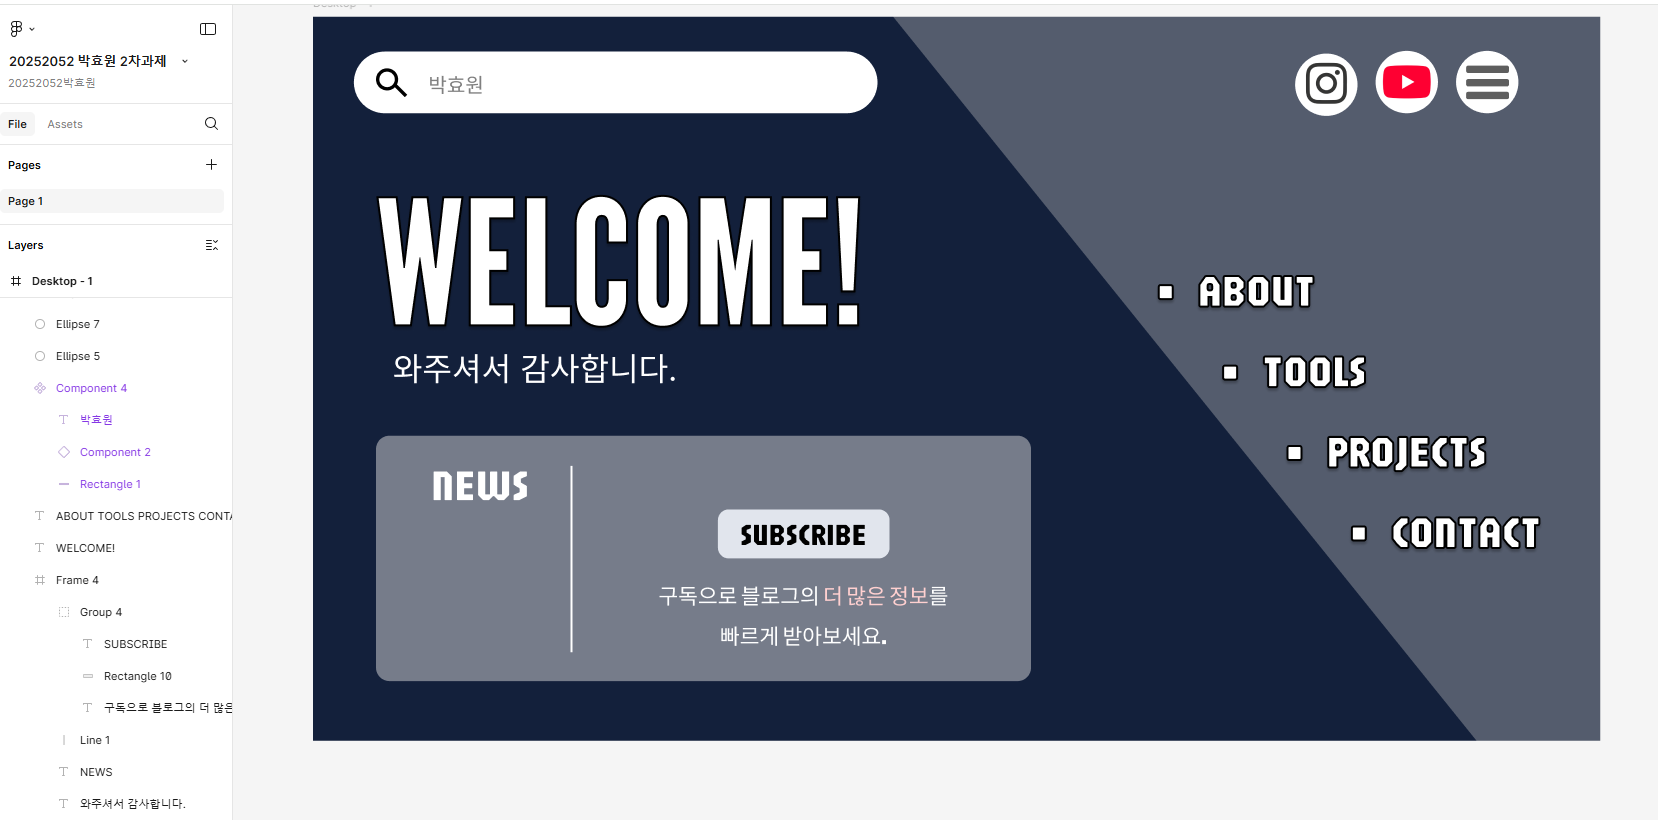 20252052 박효원 2차과제
20252052박효원
File Assets
Pages
Page 1
Layers
Desktop - 1
Ellipse 7
Ellipse 5
Component 4
박효원
Component 2
Rectangle 1
ABOUT TOOLS PROJECTS CONTA
WELCOME!
Frame 4
Group 4
SUBSCRIBE
Rectangle 10
구독으로 블로그의 더 많은
Line 1
NEWS
와주셔서 감사합니다.
Desktop - 1
박효원
WELCOME!
와주셔서 감사합니다.
NEWS
SUBSCRIBE
구독으로 블로그의 더 많은 정보를
빠르게 받아보세요.
ABOUT
TOOLS
PROJECTS
CONTACT